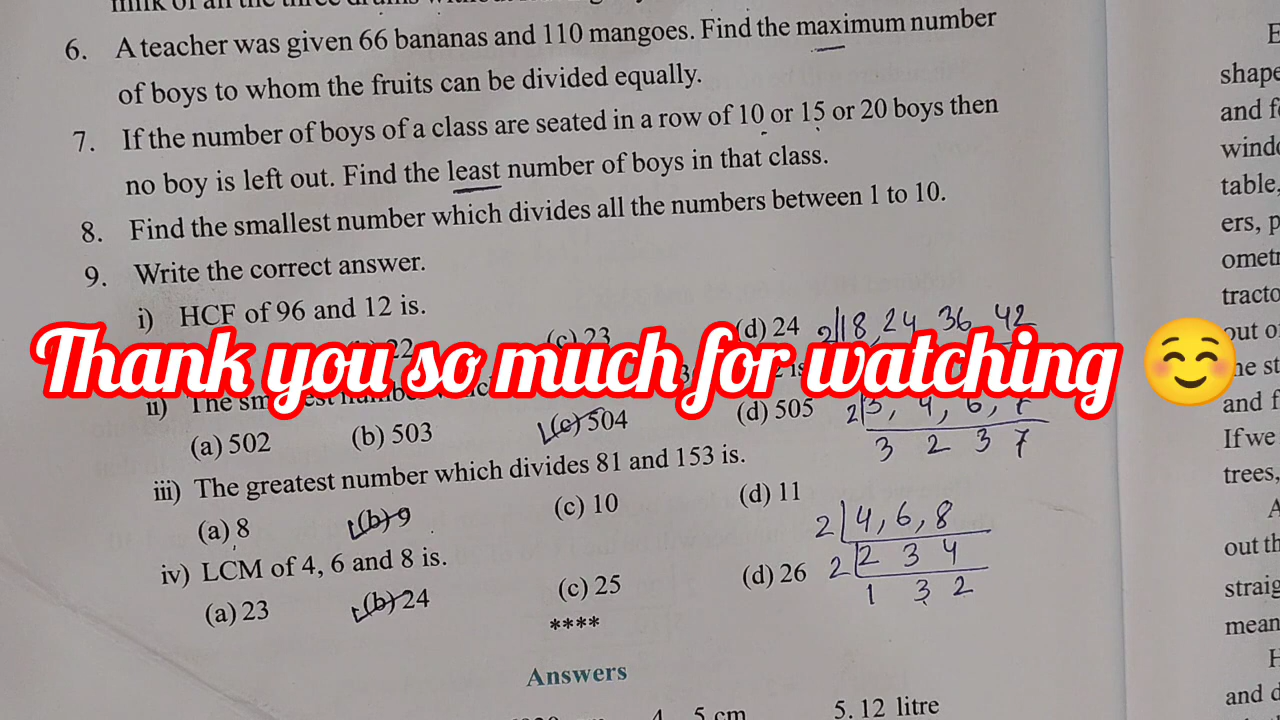 6. A teacher was given 66 bananas and 110 mangoes. Find the maximum number
of boys to whom the fruits can be divided equally.
7. If the number of boys of a class are seated in a row of 10 or 15 or 20 boys then
no boy is left out. Find the least number of boys in that class.
8. Find the smallest number which divides all the numbers between 1 to 10.
9. Write the correct answer.
i) HCF of 96 and 12 is.
22 (c) 23 (d) 24
2 18, 24, 36, 42
Thank you so much for watching ☺️
ii) The
(a) 502 (b) 503 (c) 504 (d) 505
2 3, 4, 6, 7
3 2 3 7
iii) The greatest number which divides 81 and 153 is.
(a) 8 (b) 9 (c) 10 (d) 11
iv) LCM of 4, 6 and 8 is.
(a) 23 (b) 24 (c) 25 (d) 26
2 4, 6, 8
2 2 3 4
1 3 2
****
Answers
4. 5 cm 5. 12 litre
E
shape
and
table.
ers, p
out o
and f
If we
trees,
A
out th
straig
mean
and d